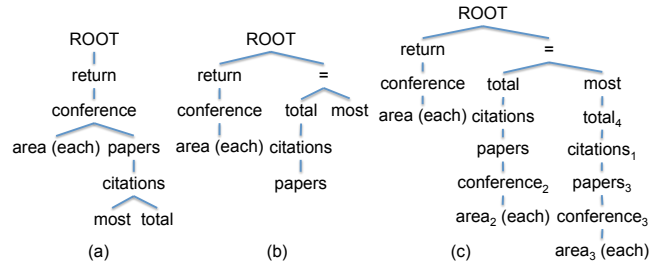 ROOT
return
conference
area (each) papers
citations
most total
(a)
ROOT
return =
conference total most
area (each) citations
papers
(b)
ROOT
return =
conference total most
area (each) citations total₄
papers citations₁
conference₂ papers₃
area₂ (each) conference₃
area₃ (each)
(c)